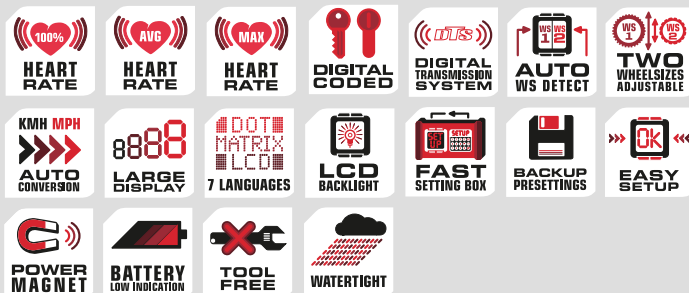 100%
HEART
RATE
AVG
HEART
RATE
MAX
HEART
RATE
DIGITAL
CODED
DTS
DIGITAL
TRANSMISSION
SYSTEM
WS WS
1 2
AUTO
WS DETECT
WS
1
WS
2
TWO
WHEELSIZES
ADJUSTABLE
KMH MPH
AUTO
CONVERSION
8888
LARGE
DISPLAY
DOT
MATRIX
LCD
7 LANGUAGES
LCD
BACKLIGHT
SET
UP
SETUP
FAST
SETTING BOX
BACKUP
PRESETTINGS
OK
EASY
SETUP
POWER
MAGNET
BATTERY
LOW INDICATION
TOOL
FREE
WATERTIGHT